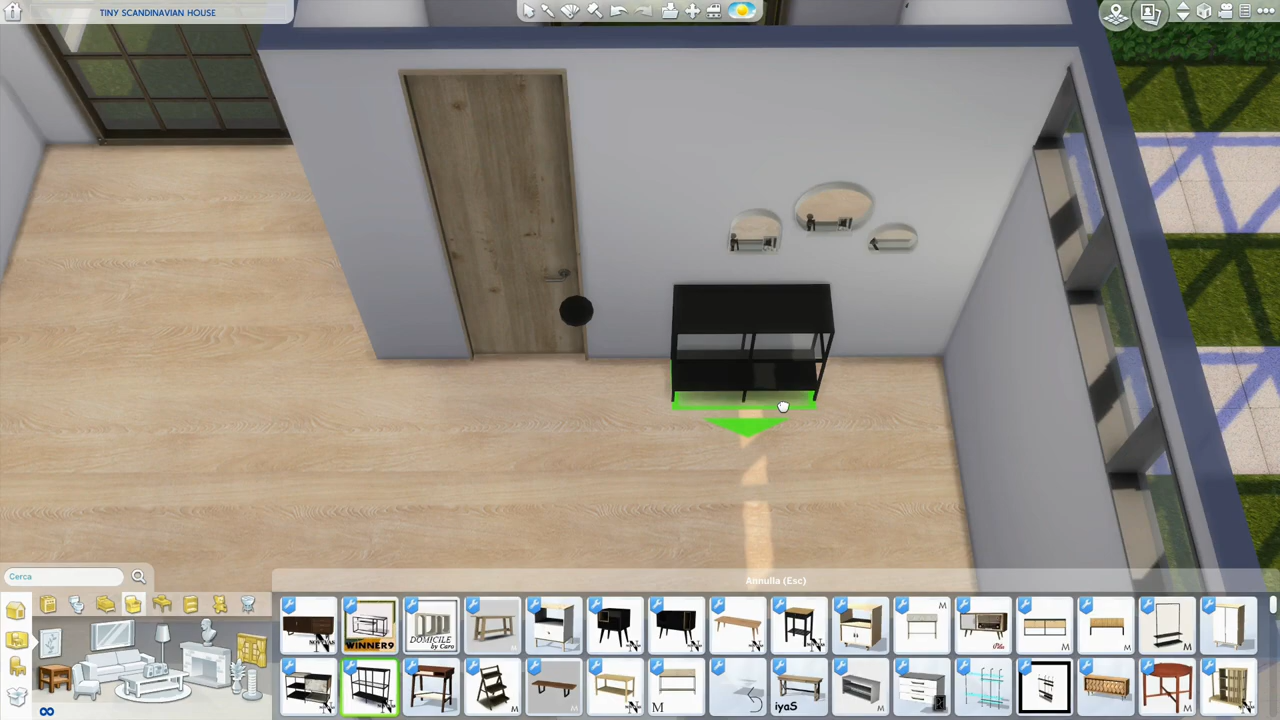 TINY SCANDINAVIAN HOUSE
Annulla (Esc)
Cerca
WINNER9
DOMICILE
by Caro
M
M
M
M
M
M
M
M
iyaS
M
M
M